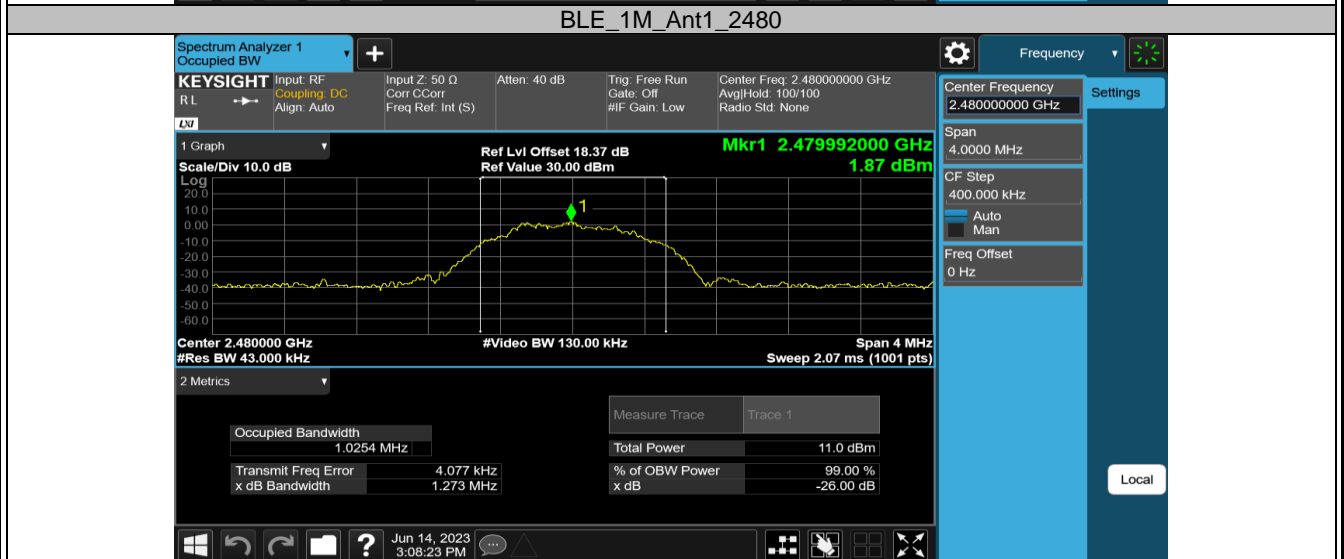 BLE_1M_Ant1_2480
Spectrum Analyzer 1
Occupied BW
+
Frequency
KEYSIGHT
R L
LXI
Input: RF
Coupling: DC
Align: Auto
Input Z: 50 Ω
Corr CCorr
Freq Ref: Int (S)
Atten: 40 dB
Trig: Free Run
Gate: Off
#IF Gain: Low
Center Freq: 2.480000000 GHz
Avg|Hold: 100/100
Radio Std: None
Center Frequency
2.480000000 GHz
Settings
Span
4.0000 MHz
CF Step
400.000 kHz
Auto
Man
Freq Offset
0 Hz
1 Graph
Scale/Div 10.0 dB
Ref Lvl Offset 18.37 dB
Ref Value 30.00 dBm
Mkr1 2.479992000 GHz
1.87 dBm
Log
20.0
10.0
0.00
-10.0
-20.0
-30.0
-40.0
-50.0
-60.0
1
Center 2.480000 GHz
#Res BW 43.000 kHz
#Video BW 130.00 kHz
Span 4 MHz
Sweep 2.07 ms (1001 pts)
2 Metrics
Measure Trace Trace 1
Occupied Bandwidth
1.0254 MHz
Total Power 11.0 dBm
Transmit Freq Error 4.077 kHz
% of OBW Power 99.00 %
x dB Bandwidth 1.273 MHz
x dB -26.00 dB
Local
?
Jun 14, 2023
3:08:23 PM